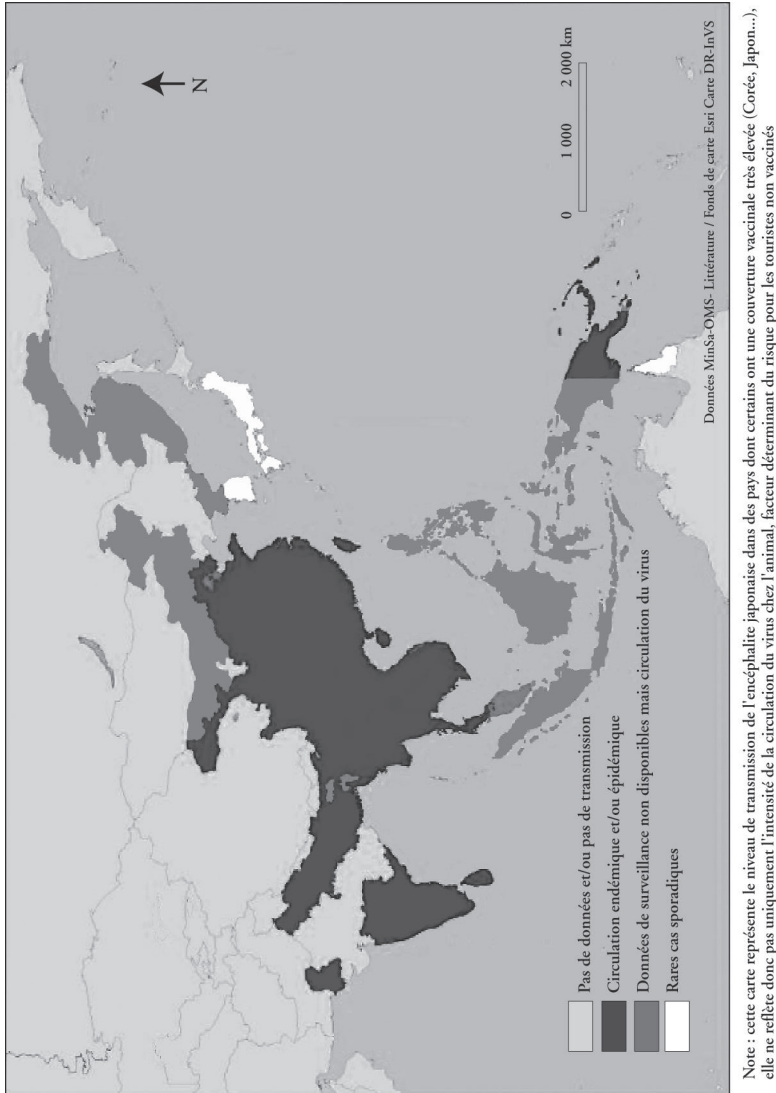 N
0 1 000 2 000 km
Pas de données et/ou pas de transmission
Circulation endémique et/ou épidémique
Données de surveillance non disponibles mais circulation du virus
Rares cas sporadiques
Données MinSa-OMS- Littérature / Fonds de carte Esri Carte DR-InVS
Note : cette carte représente le niveau de transmission de l'encéphalite japonaise dans des pays dont certains ont une couverture vaccinale très élevée (Corée, Japon...),
elle ne reflète donc pas uniquement l'intensité de la circulation du virus chez l'animal, facteur déterminant du risque pour les touristes non vaccinés